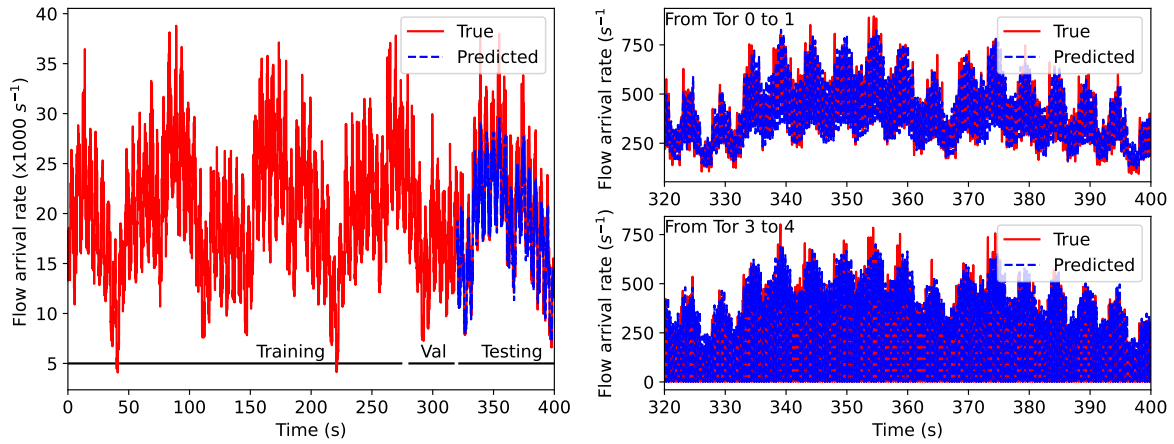 True
Predicted
Flow arrival rate (x1000 s⁻¹)
40
35
30
25
20
15
10
5
Training
Val
Testing
0
50
100
150
200
250
300
350
400
Time (s)
From Tor 0 to 1
True
Predicted
Flow arrival rate (s⁻¹)
750
500
250
320
330
340
350
360
370
380
390
400
From Tor 3 to 4
True
Predicted
Flow arrival rate (s⁻¹)
750
500
250
0
320
330
340
350
360
370
380
390
400
Time (s)